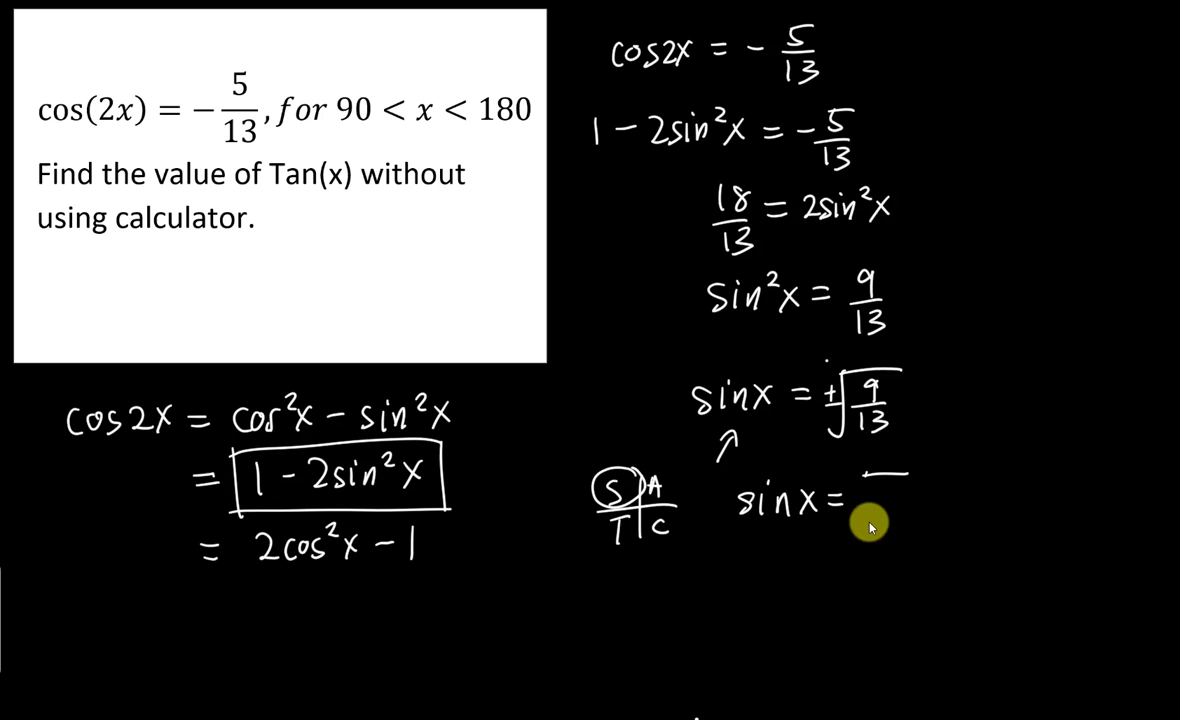 cos(2x) = −5/13, for 90 < x < 180
Find the value of Tan(x) without
using calculator.
cos2x = cos²x − sin²x
= 1 − 2sin²x
= 2cos²x − 1
cos2x = − 5/13
1 − 2sin²x = − 5/13
18/13 = 2sin²x
sin²x = 9/13
sinx = ±√(9/13)
S A
T C
sinx =